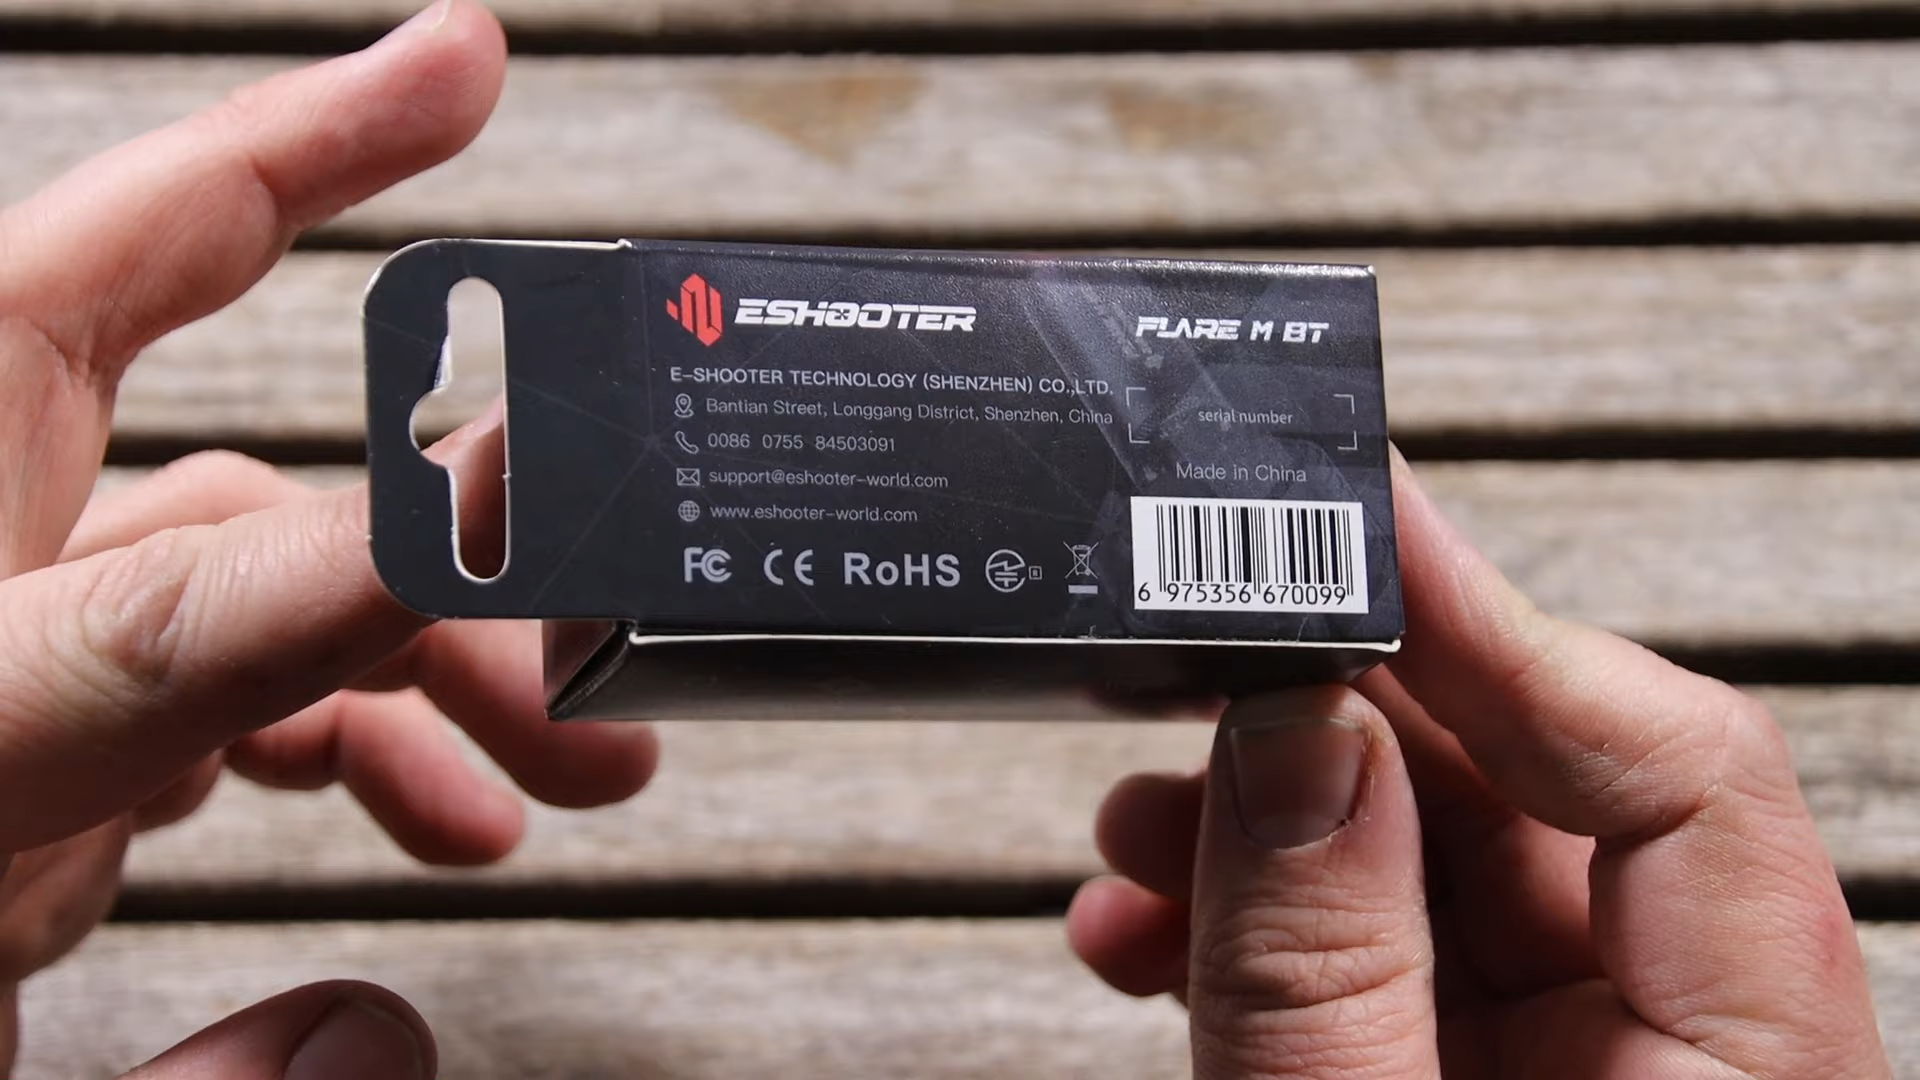 ESHOOTER
FLARE M BT
E-SHOOTER TECHNOLOGY (SHENZHEN) CO.,LTD.
Bantian Street, Longgang District, Shenzhen, China
0086 0755 84503091
support@eshooter-world.com
www.eshooter-world.com
FC CE RoHS
R
serial number
Made in China
6 975356 670099